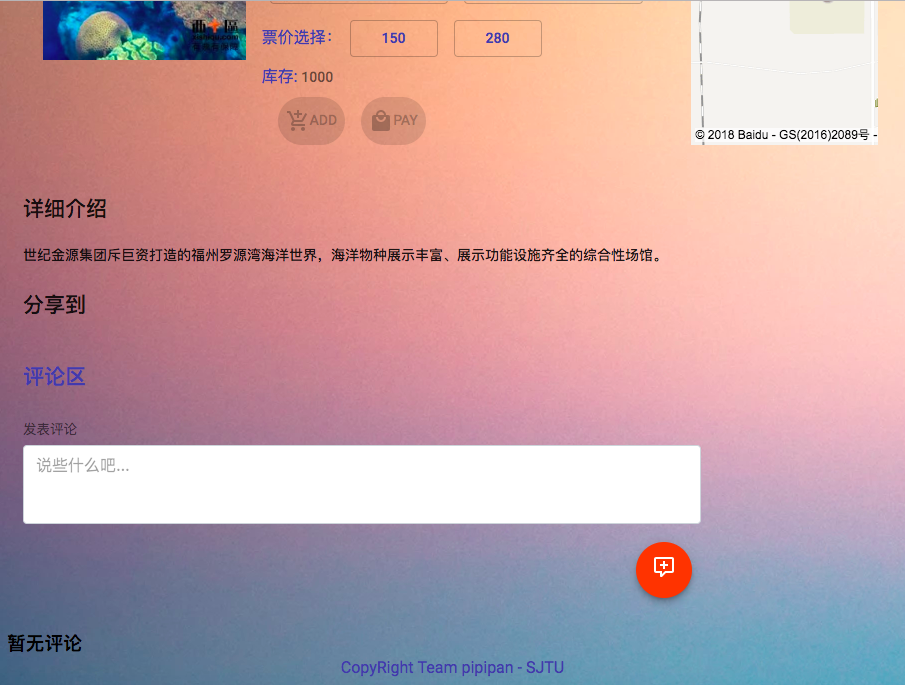 票价选择： 150 280
库存: 1000
ADD PAY
© 2018 Baidu - GS(2016)2089号 -
详细介绍
世纪金源集团斥巨资打造的福州罗源湾海洋世界，海洋物种展示丰富、展示功能设施齐全的综合性场馆。
分享到
评论区
发表评论
说些什么吧...
暂无评论
CopyRight Team pipipan - SJTU